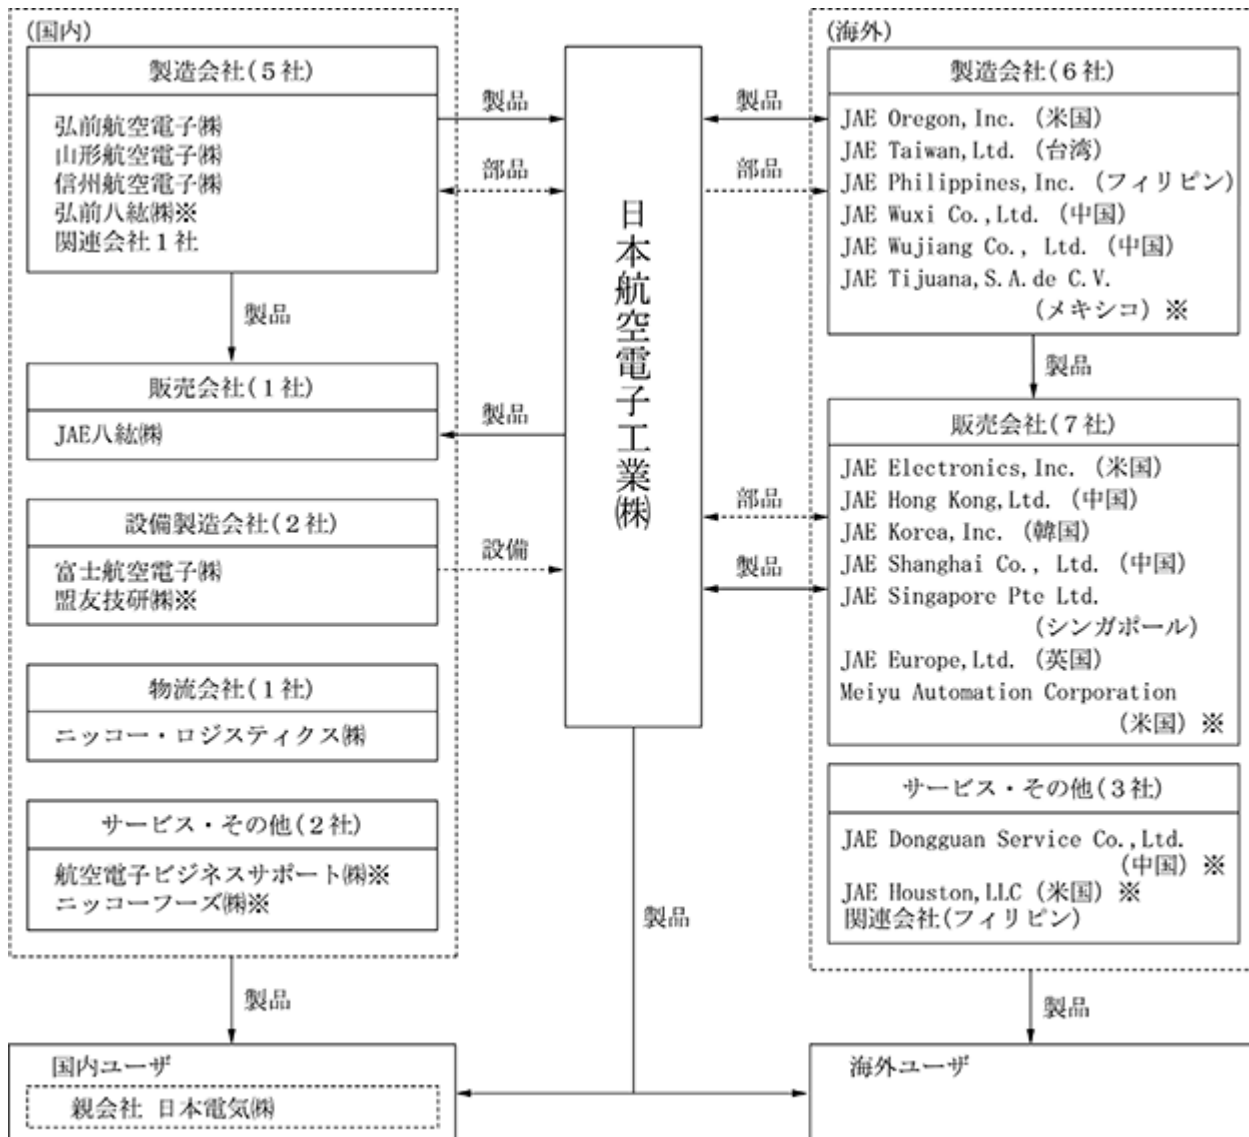 (国内)
製造会社(5社)
弘前航空電子㈱
山形航空電子㈱
信州航空電子㈱
弘前八紘㈱※
関連会社1社
製品
販売会社(1社)
JAE八紘㈱
設備製造会社(2社)
富士航空電子㈱
盟友技研㈱※
物流会社(1社)
ニッコー・ロジスティクス㈱
サービス・その他(2社)
航空電子ビジネスサポート㈱※
ニッコーフーズ㈱※
製品
国内ユーザ
親会社 日本電気㈱
製品
部品
製品
設備
日本航空電子工業㈱
製品
製品
部品
部品
製品
(海外)
製造会社(6社)
JAE Oregon,Inc. (米国)
JAE Taiwan,Ltd. (台湾)
JAE Philippines,Inc. (フィリピン)
JAE Wuxi Co.,Ltd. (中国)
JAE Wujiang Co., Ltd. (中国)
JAE Tijuana,S.A.de C.V.
(メキシコ) ※
製品
販売会社(7社)
JAE Electronics,Inc. (米国)
JAE Hong Kong,Ltd. (中国)
JAE Korea,Inc. (韓国)
JAE Shanghai Co., Ltd. (中国)
JAE Singapore Pte Ltd.
(シンガポール)
JAE Europe,Ltd. (英国)
Meiyu Automation Corporation
(米国) ※
サービス・その他(3社)
JAE Dongguan Service Co.,Ltd.
(中国) ※
JAE Houston,LLC (米国) ※
関連会社(フィリピン)
製品
海外ユーザ